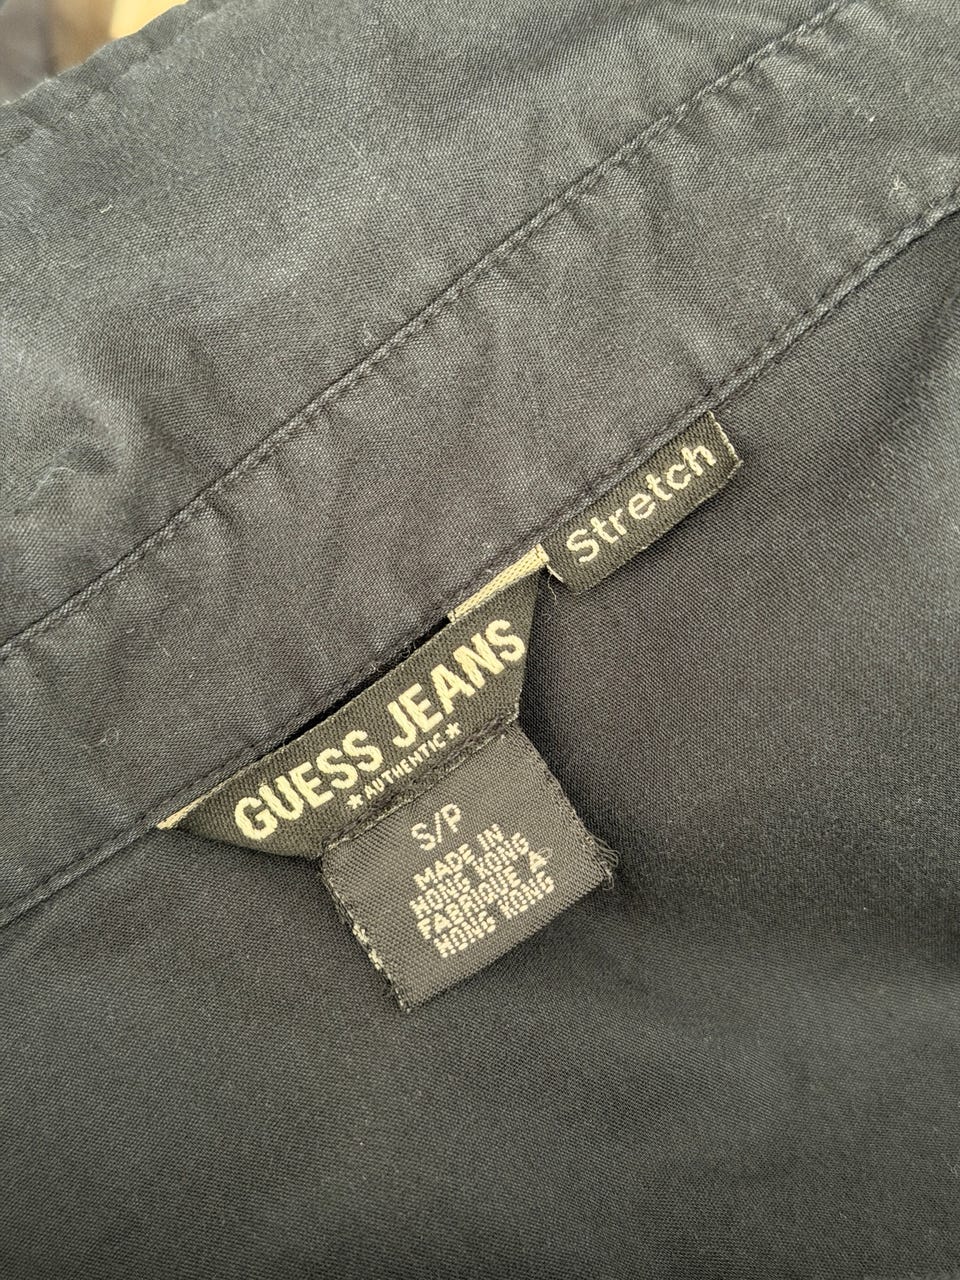 Stretch
GUESS JEANS
*AUTHENTIC*
S/P
MADE IN
HONG KONG
FABRIQUE A
HONG KONG